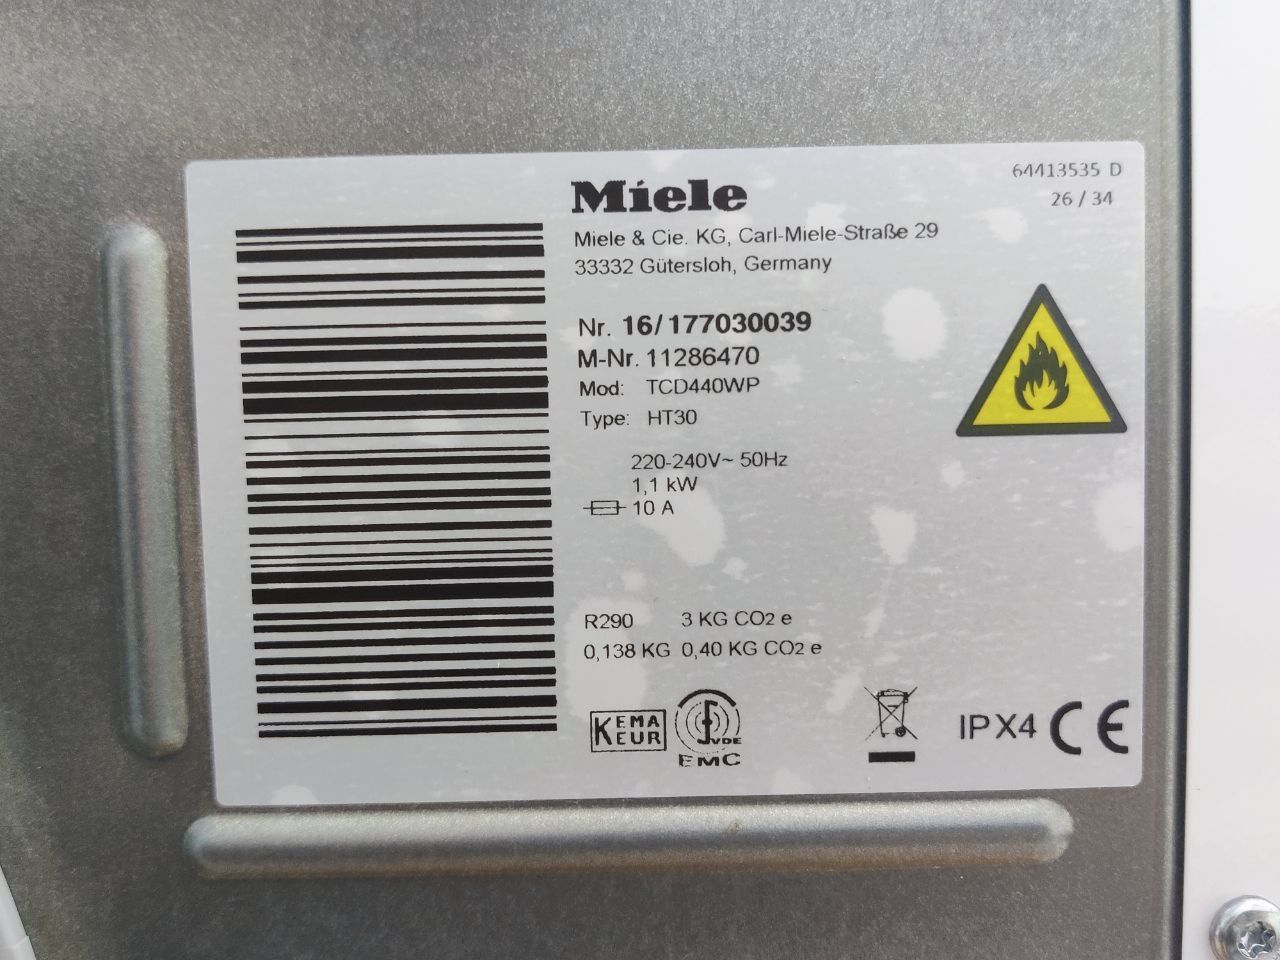 Miele
64413535 D
26 / 34
Miele & Cie. KG, Carl-Miele-Straße 29
33332 Gütersloh, Germany
Nr. 16/177030039
M-Nr. 11286470
Mod: TCD440WP
Type: HT30
220-240V~ 50Hz
1,1 kW
10 A
R290 3 KG CO2 e
0,138 KG 0,40 KG CO2 e
KEMA
KEUR
VDE
EMC
IPX4 CE